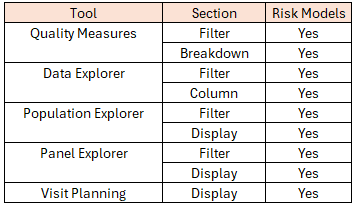 Tool Section Risk Models
Quality Measures Filter Yes
Breakdown Yes
Data Explorer Filter Yes
Column Yes
Population Explorer Filter Yes
Display Yes
Panel Explorer Filter Yes
Display Yes
Visit Planning Display Yes